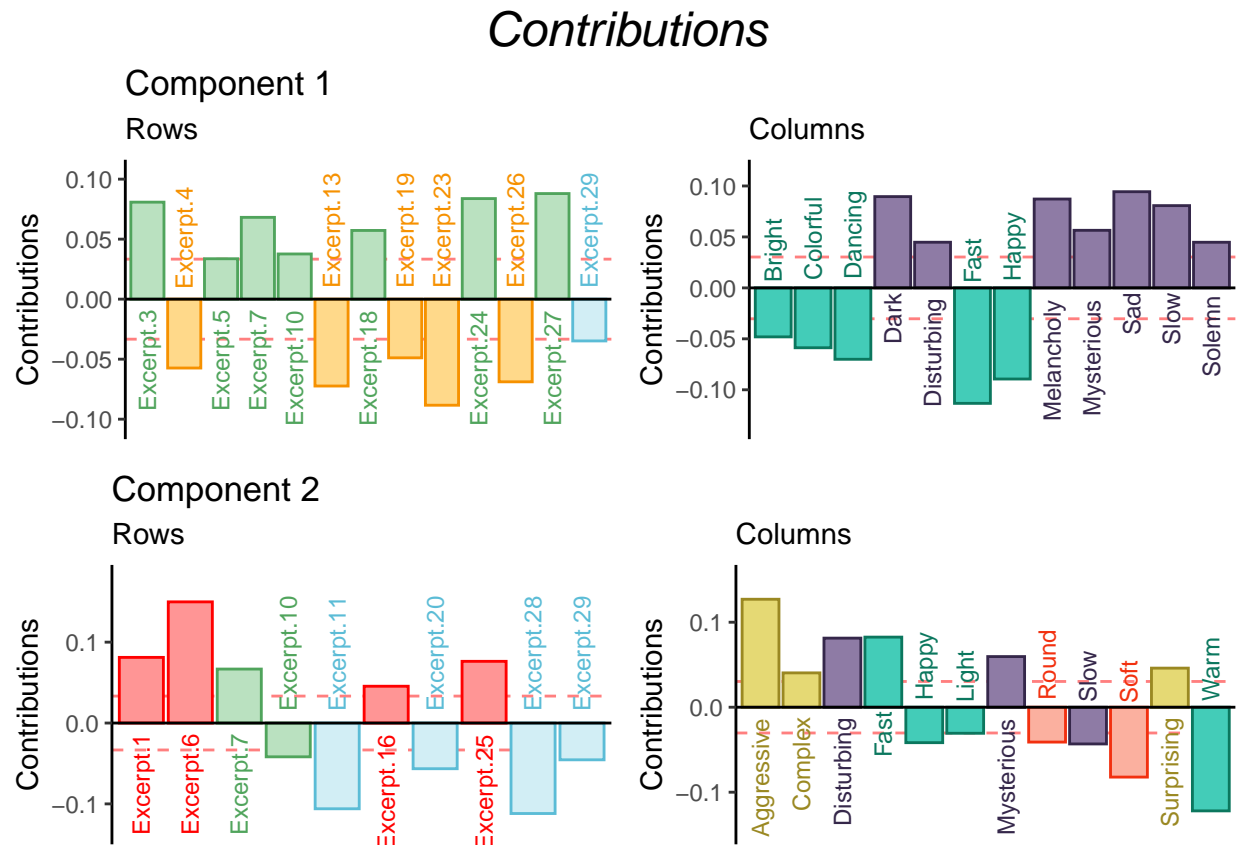 Contributions
Component 1
Rows
Contributions
0.10
0.05
0.00
−0.05
−0.10
Excerpt.3
Excerpt.4
Excerpt.5
Excerpt.7
Excerpt.10
Excerpt.13
Excerpt.18
Excerpt.19
Excerpt.23
Excerpt.24
Excerpt.26
Excerpt.27
Excerpt.29
Columns
Contributions
0.10
0.05
0.00
−0.05
−0.10
Bright
Colorful
Dancing
Dark
Disturbing
Fast
Happy
Melancholy
Mysterious
Sad
Slow
Solemn
Component 2
Rows
Contributions
0.1
0.0
−0.1
Excerpt.1
Excerpt.6
Excerpt.7
Excerpt.10
Excerpt.11
Excerpt.16
Excerpt.20
Excerpt.25
Excerpt.28
Excerpt.29
Columns
Contributions
0.1
0.0
−0.1
Aggressive
Complex
Disturbing
Fast
Happy
Light
Mysterious
Round
Slow
Soft
Surprising
Warm